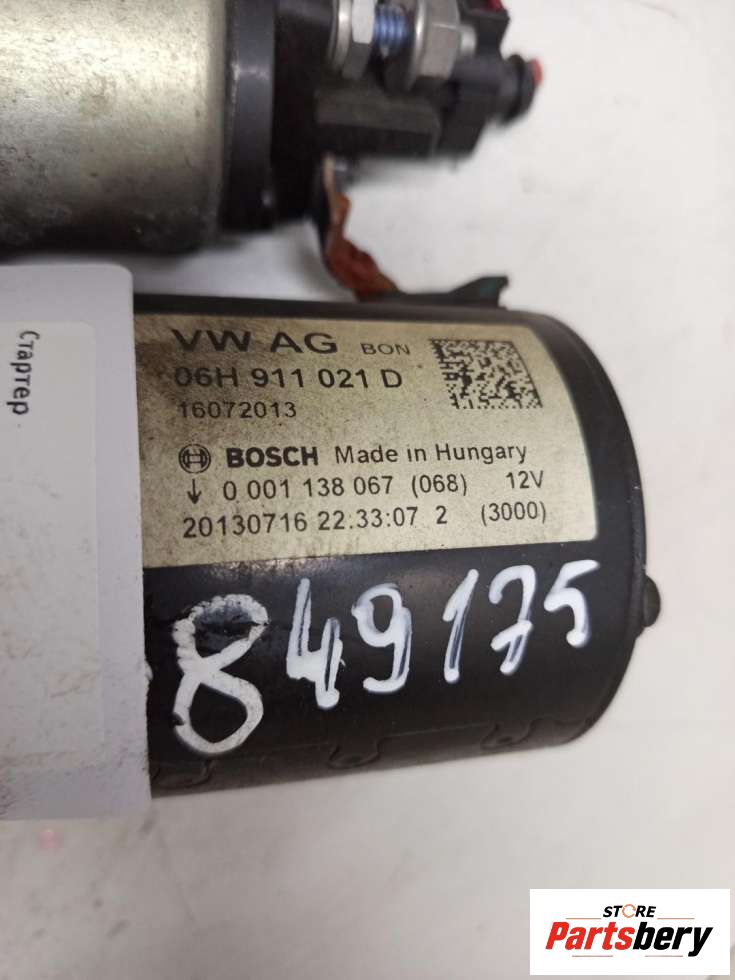 VW AG BON
06H 911 021 D
16072013
BOSCH Made in Hungary
0 001 138 067 (068) 12V
20130716 22:33:07 2 (3000)
849175
Стартер
STORE
Partsbery